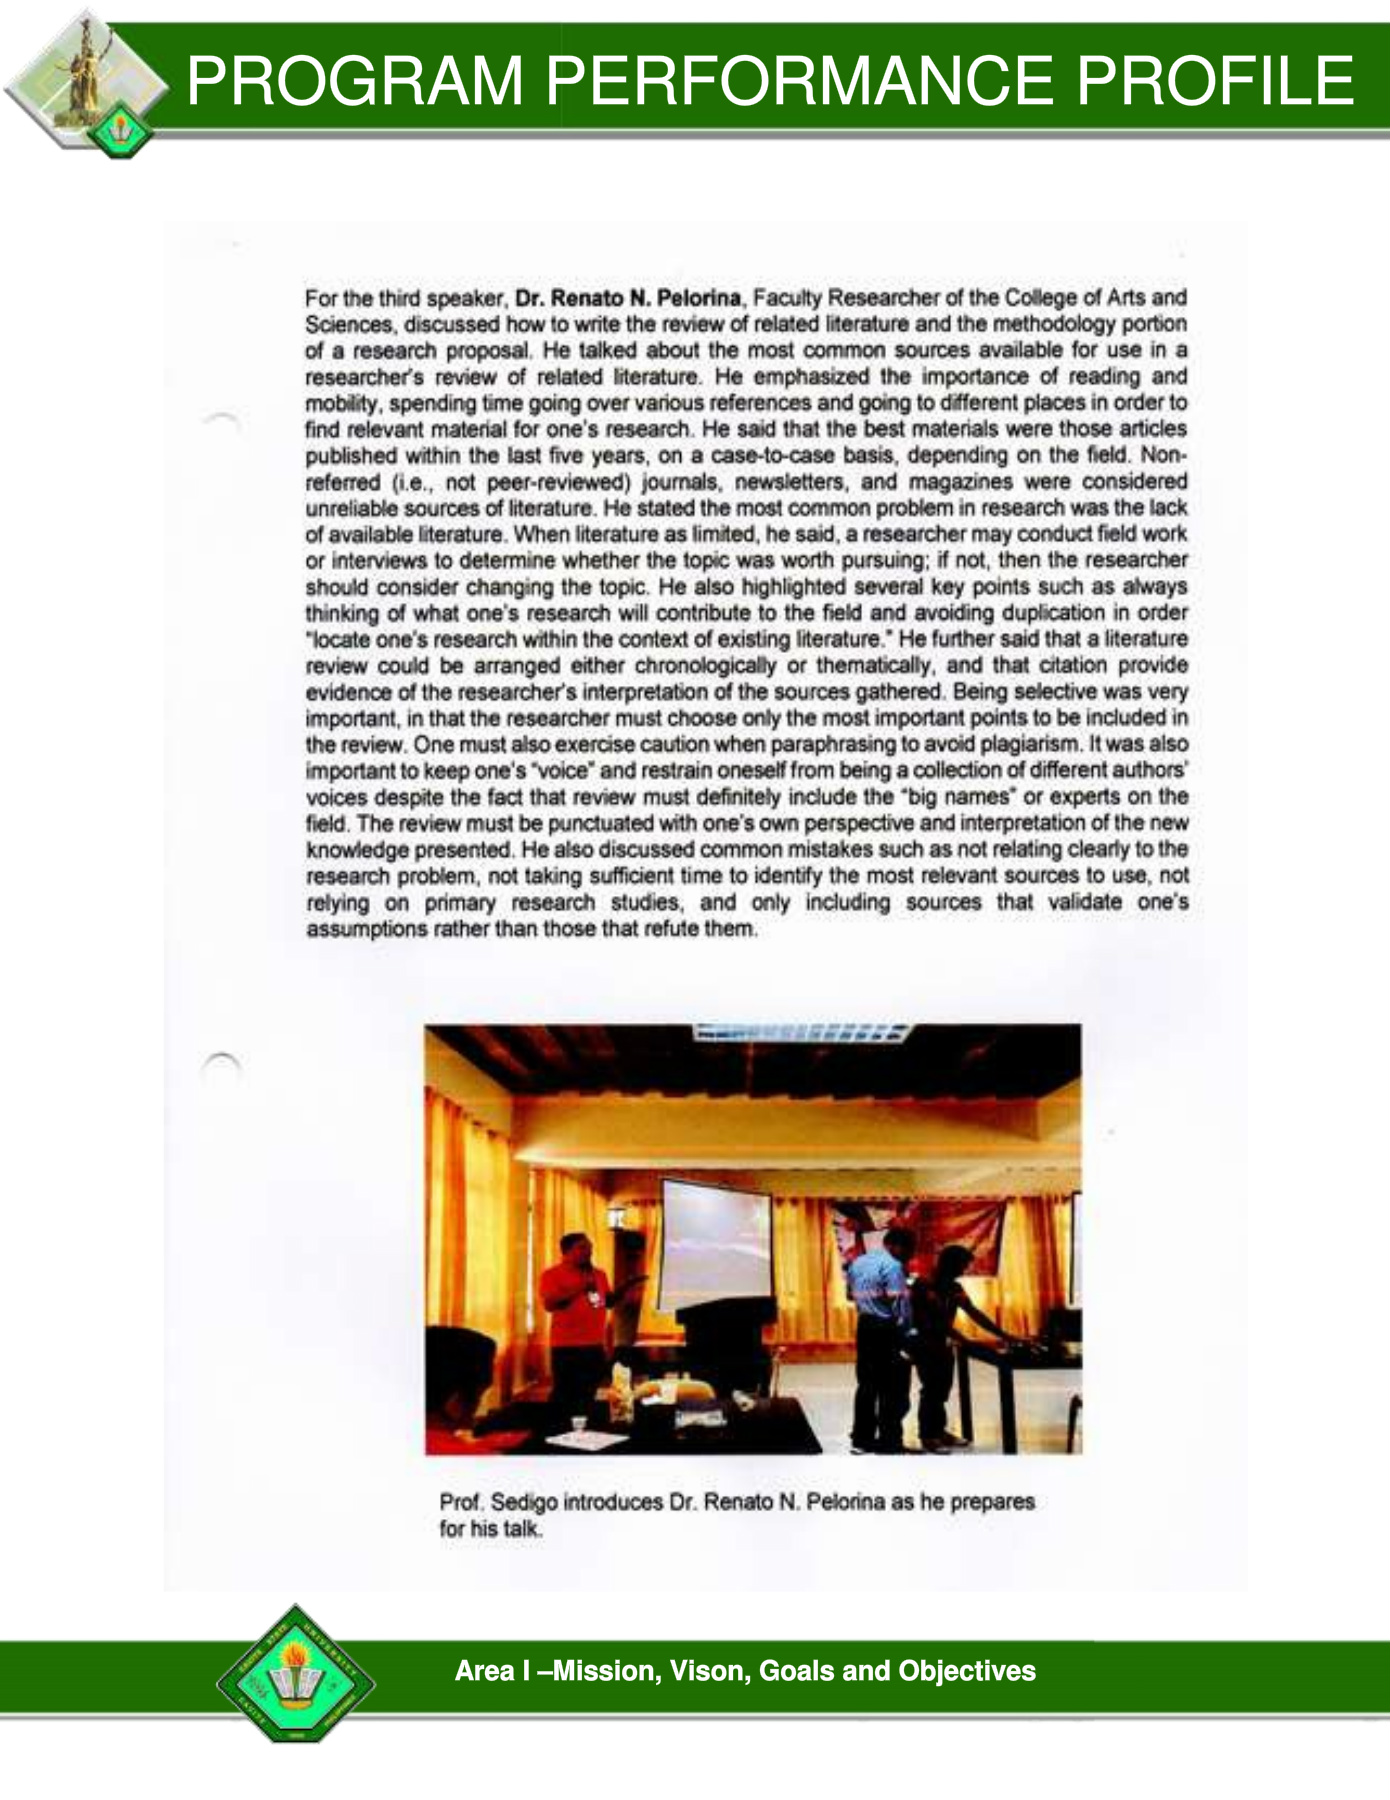 PROGRAM PERFORMANCE PROFILE
For the third speaker, Dr. Renato N. Pelorina, Faculty Researcher of the College of Arts and
Sciences, discussed how to write the review of related literature and the methodology portion
of a research proposal. He talked about the most common sources available for use in a
researcher's review of related literature. He emphasized the importance of reading and
mobility, spending time going over various references and going to different places in order to
find relevant material for one's research. He said that the best materials were those articles
published within the last five years, on a case-to-case basis, depending on the field. Non-
referred (i.e., not peer-reviewed) journals, newsletters, and magazines were considered
unreliable sources of literature. He stated the most common problem in research was the lack
of available literature. When literature as limited, he said, a researcher may conduct field work
or interviews to determine whether the topic was worth pursuing; if not, then the researcher
should consider changing the topic. He also highlighted several key points such as always
thinking of what one's research will contribute to the field and avoiding duplication in order
"locate one's research within the context of existing literature." He further said that a literature
review could be arranged either chronologically or thematically, and that citation provide
evidence of the researcher's interpretation of the sources gathered. Being selective was very
important, in that the researcher must choose only the most important points to be included in
the review. One must also exercise caution when paraphrasing to avoid plagiarism. It was also
important to keep one's "voice" and restrain oneself from being a collection of different authors'
voices despite the fact that review must definitely include the "big names" or experts on the
field. The review must be punctuated with one's own perspective and interpretation of the new
knowledge presented. He also discussed common mistakes such as not relating clearly to the
research problem, not taking sufficient time to identify the most relevant sources to use, not
relying on primary research studies, and only including sources that validate one's
assumptions rather than those that refute them.
Prof. Sedigo introduces Dr. Renato N. Pelorina as he prepares
for his talk.
CAVITE STATE UNIVERSITY
Area I –Mission, Vison, Goals and Objectives